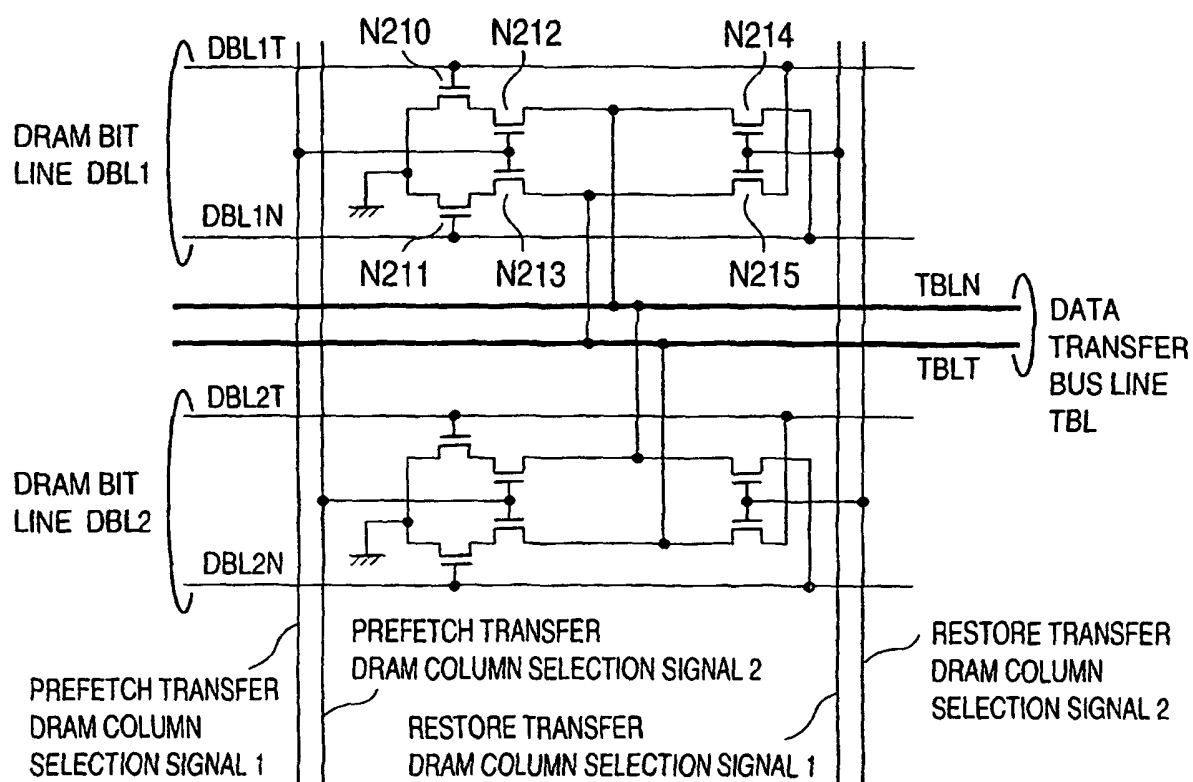 DBL1T
N210
N212
N214
DRAM BIT
LINE DBL1
DBL1N
N211
N213
N215
TBLN
DATA
TRANSFER
BUS LINE
TBL
TBLT
DBL2T
DRAM BIT
LINE DBL2
DBL2N
PREFETCH TRANSFER
DRAM COLUMN SELECTION SIGNAL 2
RESTORE TRANSFER
DRAM COLUMN
SELECTION SIGNAL 2
PREFETCH TRANSFER
DRAM COLUMN
SELECTION SIGNAL 1
RESTORE TRANSFER
DRAM COLUMN SELECTION SIGNAL 1